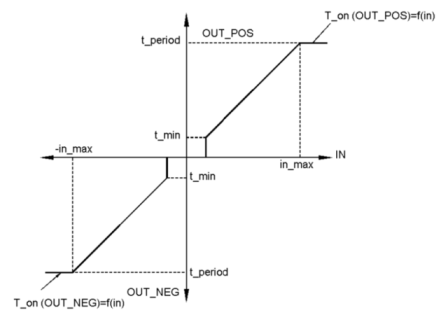 T_on (OUT_POS)=f(in)
t_period
OUT_POS
t_min
-in_max
IN
in_max
t_min
t_period
OUT_NEG
T_on (OUT_NEG)=f(in)